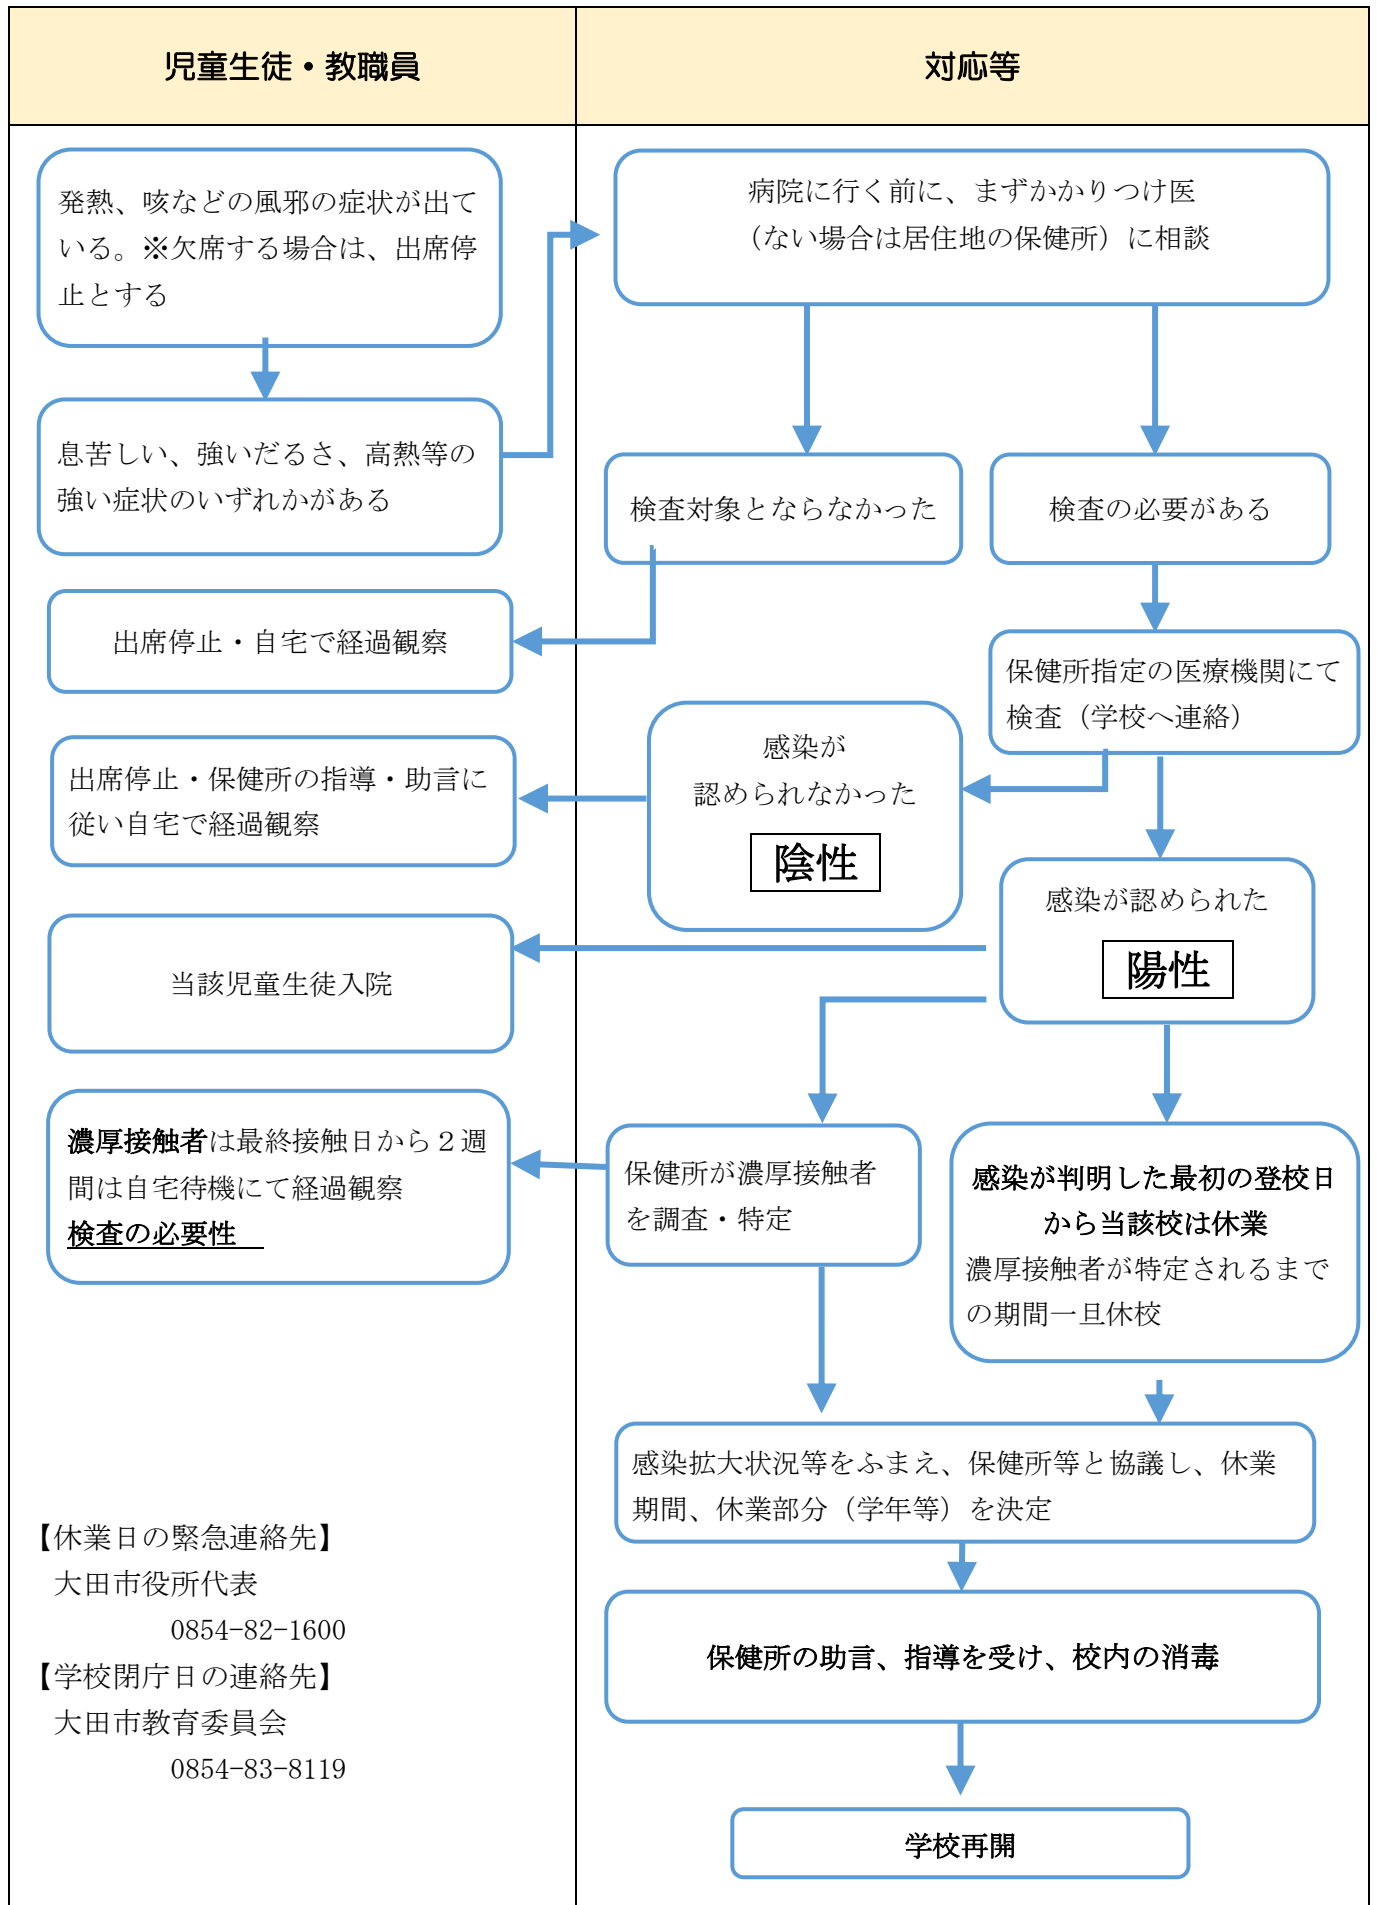 児童生徒・教職員
対応等
発熱、咳などの風邪の症状が出て
いる。※欠席する場合は、出席停
止とする
病院に行く前に、まずかかりつけ医
（ない場合は居住地の保健所）に相談
息苦しい、強いだるさ、高熱等の
強い症状のいずれかがある
検査対象とならなかった
検査の必要がある
出席停止・自宅で経過観察
保健所指定の医療機関にて
検査（学校へ連絡）
感染が
認められなかった
陰性
出席停止・保健所の指導・助言に
従い自宅で経過観察
感染が認められた
陽性
当該児童生徒入院
濃厚接触者は最終接触日から２週
間は自宅待機にて経過観察
検査の必要性
保健所が濃厚接触者
を調査・特定
感染が判明した最初の登校日
から当該校は休業
濃厚接触者が特定されるまで
の期間一旦休校
感染拡大状況等をふまえ、保健所等と協議し、休業
期間、休業部分（学年等）を決定
保健所の助言、指導を受け、校内の消毒
学校再開
【休業日の緊急連絡先】
大田市役所代表
0854-82-1600
【学校閉庁日の連絡先】
大田市教育委員会
0854-83-8119